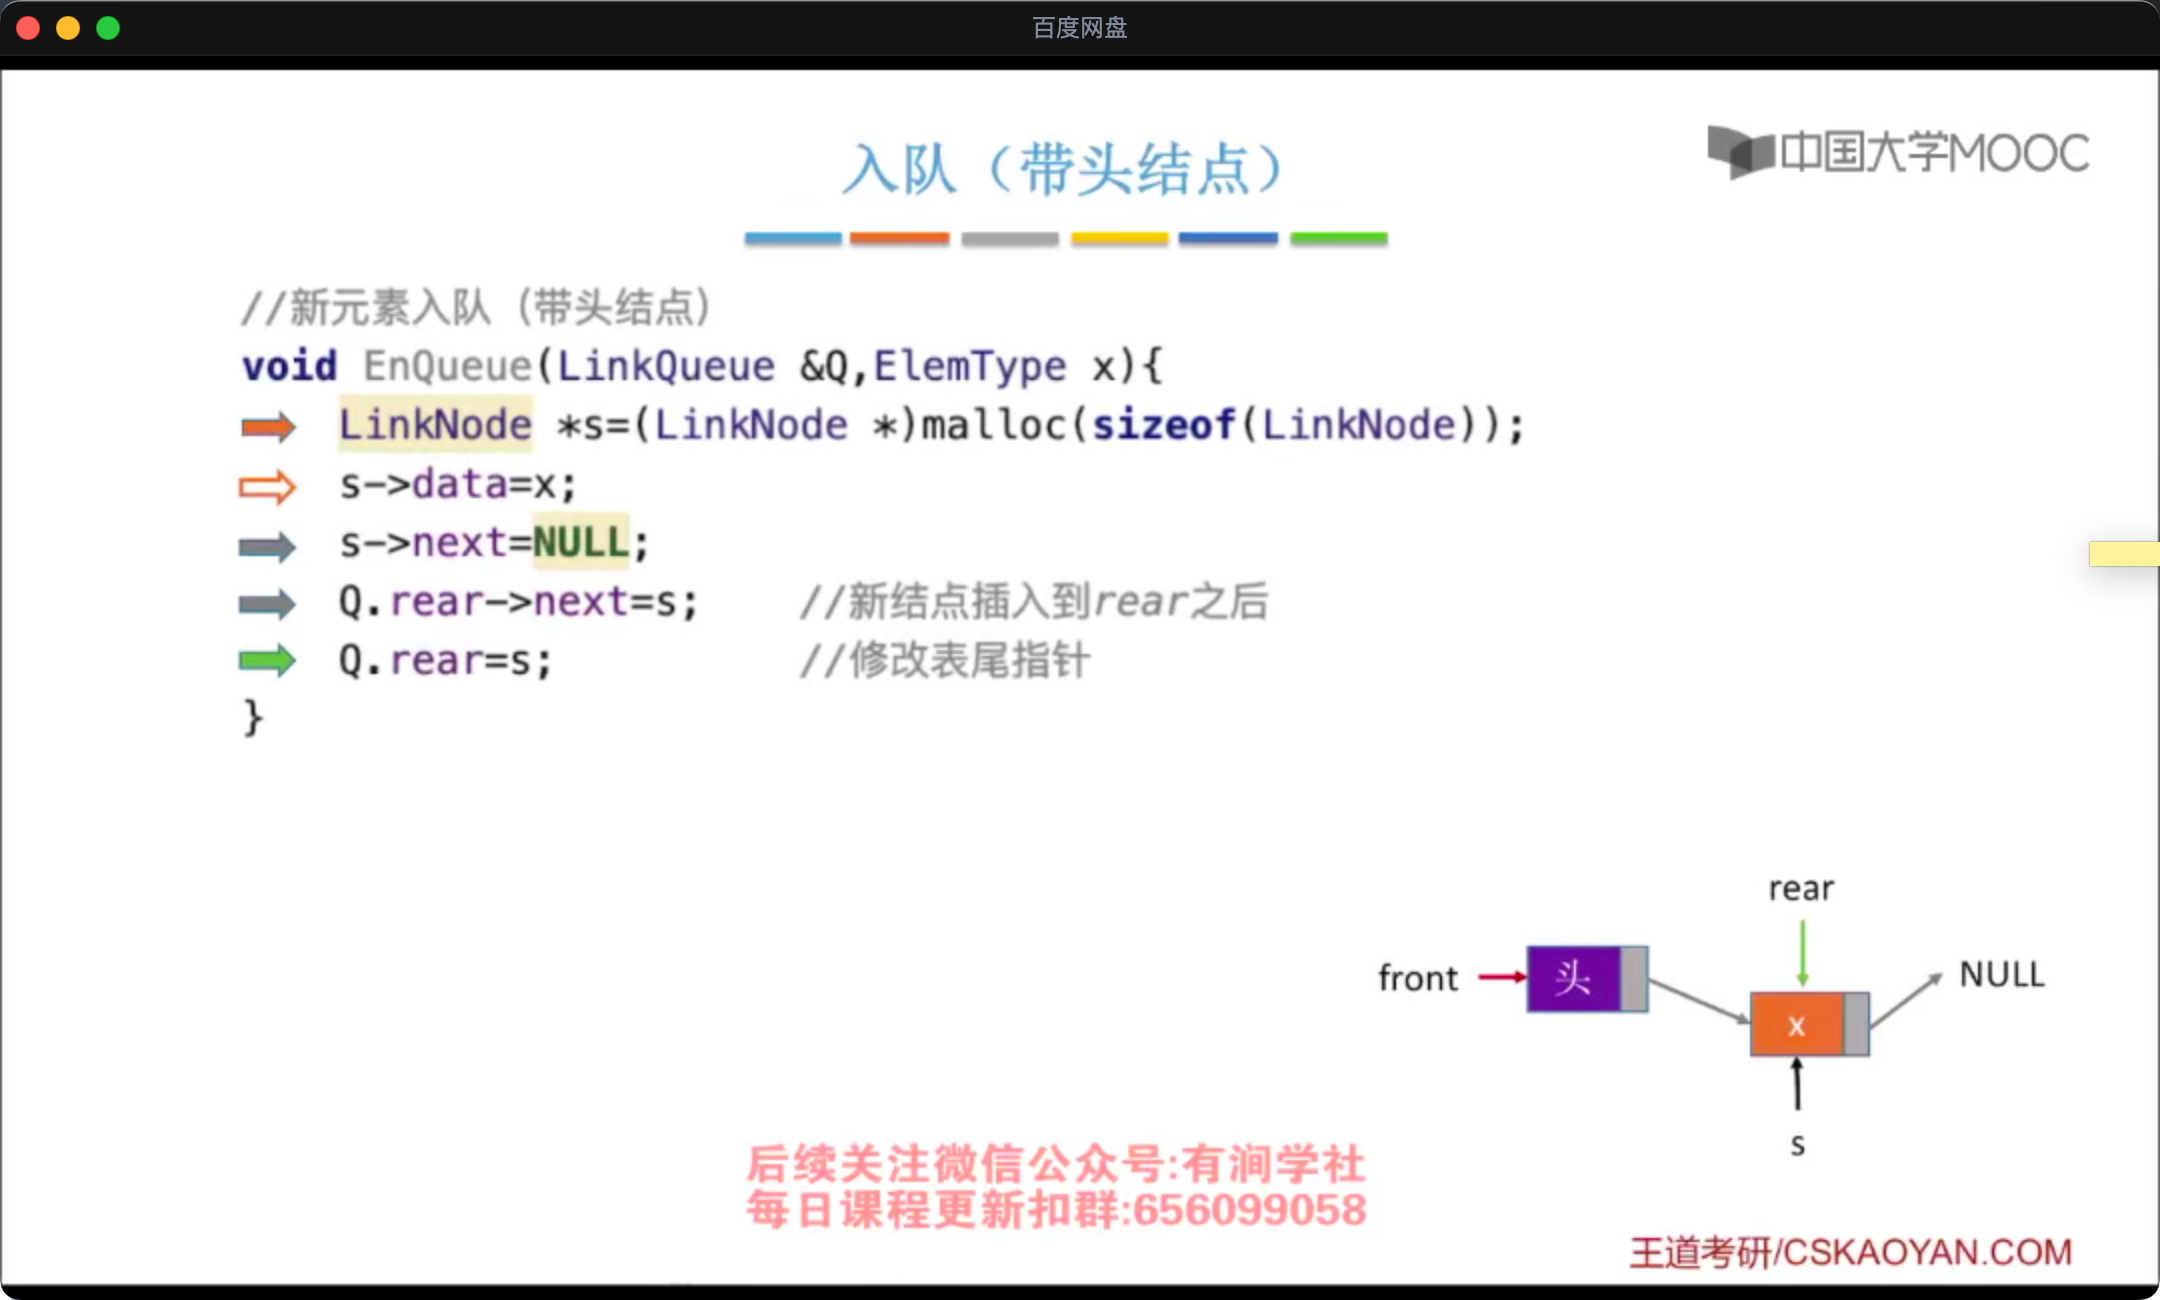 百度网盘
中国大学MOOC
入队（带头结点）
//新元素入队（带头结点）
void EnQueue(LinkQueue &Q,ElemType x){
LinkNode *s=(LinkNode *)malloc(sizeof(LinkNode));
s->data=x;
s->next=NULL;
Q.rear->next=s; //新结点插入到rear之后
Q.rear=s; //修改表尾指针
}
rear
front 头 NULL
x
s
后续关注微信公众号:有涧学社
每日课程更新扣群:656099058
王道考研/CSKAOYAN.COM